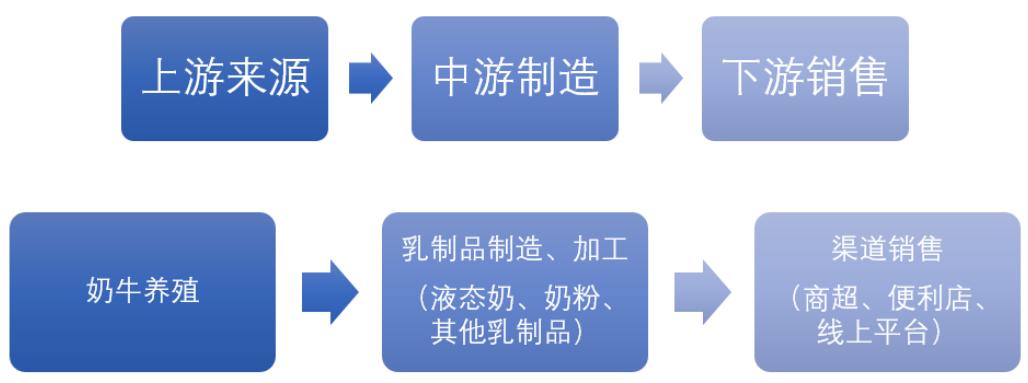 上游来源
中游制造
下游销售
奶牛养殖
乳制品制造、加工
（液态奶、奶粉、
其他乳制品）
渠道销售
（商超、便利店、
线上平台）